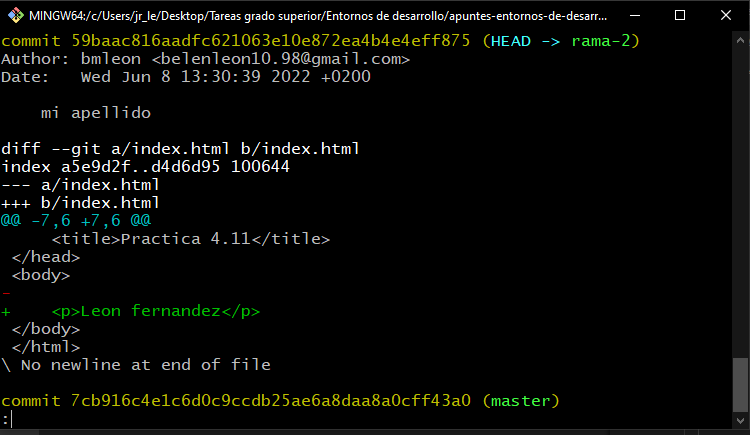 MINGW64:/c/Users/jr_le/Desktop/Tareas grado superior/Entornos de desarrollo/apuntes-entornos-de-desarr...
commit 59baac816aadfc621063e10e872ea4b4e4eff875 (HEAD -> rama-2)
Author: bmleon <belenleon10.98@gmail.com>
Date:   Wed Jun 8 13:30:39 2022 +0200
    mi apellido
diff --git a/index.html b/index.html
index a5e9d2f..d4d6d95 100644
--- a/index.html
+++ b/index.html
@@ -7,6 +7,6 @@
     <title>Practica 4.11</title>
 </head>
 <body>
-
+    <p>Leon fernandez</p>
 </body>
 </html>
\ No newline at end of file
commit 7cb916c4e1c6d0c9ccdb25ae6a8daa8a0cff43a0 (master)
: